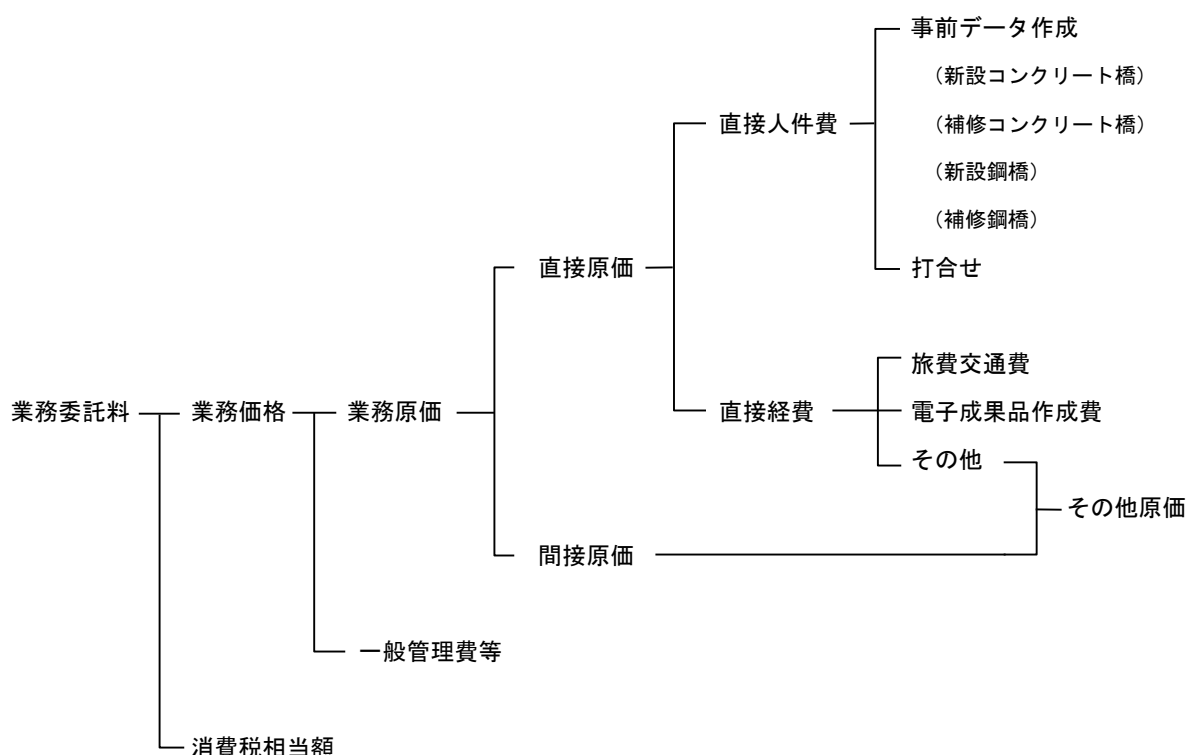 事前データ作成
（新設コンクリート橋）
直接人件費
（補修コンクリート橋）
（新設鋼橋）
（補修鋼橋）
直接原価
打合せ
旅費交通費
業務委託料
業務価格
業務原価
直接経費
電子成果品作成費
その他
その他原価
間接原価
一般管理費等
消費税相当額